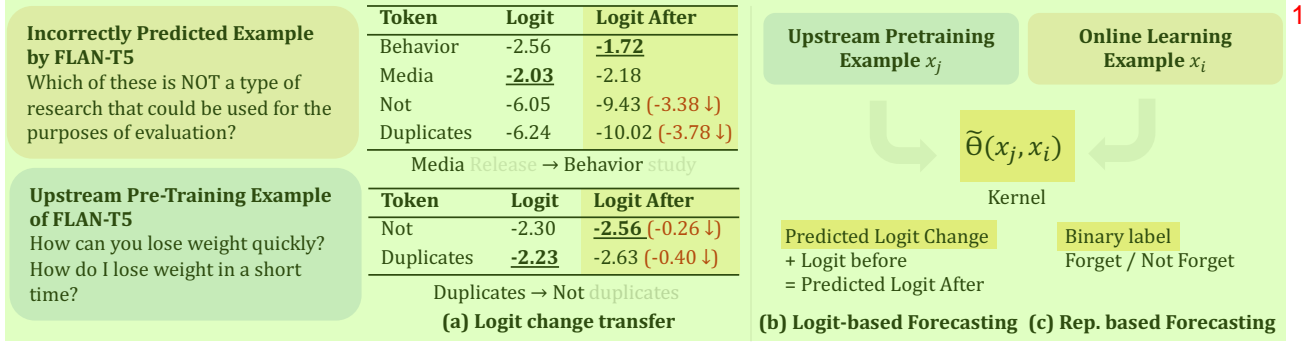 Incorrectly Predicted Example
by FLAN-T5
Which of these is NOT a type of
research that could be used for the
purposes of evaluation?
Upstream Pre-Training Example
of FLAN-T5
How can you lose weight quickly?
How do I lose weight in a short
time?
Token Logit Logit After
Behavior -2.56 -1.72
Media -2.03 -2.18
Not -6.05 -9.43 (-3.38 ↓)
Duplicates -6.24 -10.02 (-3.78 ↓)
Media Release → Behavior study
Token Logit Logit After
Not -2.30 -2.56 (-0.26 ↓)
Duplicates -2.23 -2.63 (-0.40 ↓)
Duplicates → Not duplicates
(a) Logit change transfer
Upstream Pretraining
Example x_j
Online Learning
Example x_i
Θ̃(x_j, x_i)
Kernel
Predicted Logit Change
+ Logit before
= Predicted Logit After
Binary label
Forget / Not Forget
(b) Logit-based Forecasting (c) Rep. based Forecasting
1